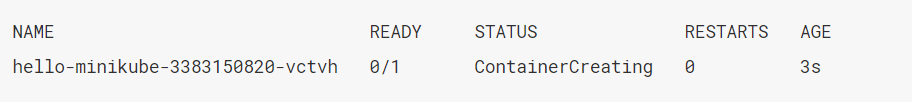 NAME READY STATUS RESTARTS AGE
hello-minikube-3383150820-vctvh 0/1 ContainerCreating 0 3s